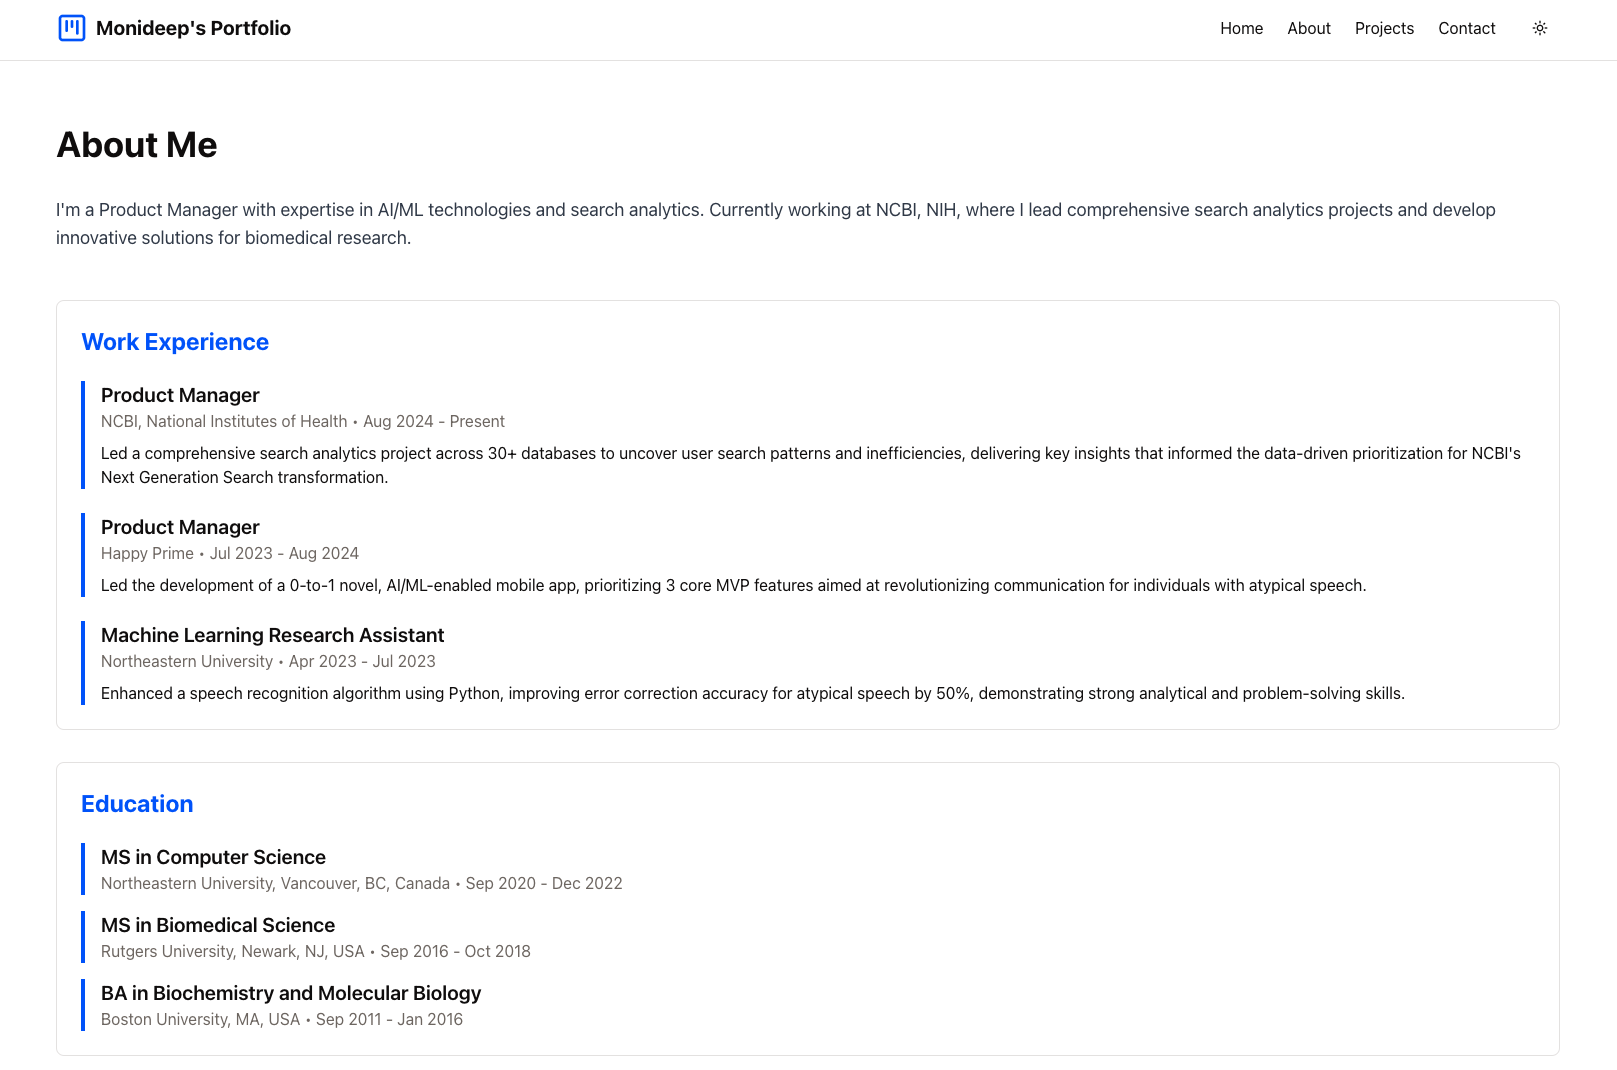 Monideep's Portfolio
Home About Projects Contact
About Me
I'm a Product Manager with expertise in AI/ML technologies and search analytics. Currently working at NCBI, NIH, where I lead comprehensive search analytics projects and develop
innovative solutions for biomedical research.
Work Experience
Product Manager
NCBI, National Institutes of Health • Aug 2024 - Present
Led a comprehensive search analytics project across 30+ databases to uncover user search patterns and inefficiencies, delivering key insights that informed the data-driven prioritization for NCBI's
Next Generation Search transformation.
Product Manager
Happy Prime • Jul 2023 - Aug 2024
Led the development of a 0-to-1 novel, AI/ML-enabled mobile app, prioritizing 3 core MVP features aimed at revolutionizing communication for individuals with atypical speech.
Machine Learning Research Assistant
Northeastern University • Apr 2023 - Jul 2023
Enhanced a speech recognition algorithm using Python, improving error correction accuracy for atypical speech by 50%, demonstrating strong analytical and problem-solving skills.
Education
MS in Computer Science
Northeastern University, Vancouver, BC, Canada • Sep 2020 - Dec 2022
MS in Biomedical Science
Rutgers University, Newark, NJ, USA • Sep 2016 - Oct 2018
BA in Biochemistry and Molecular Biology
Boston University, MA, USA • Sep 2011 - Jan 2016